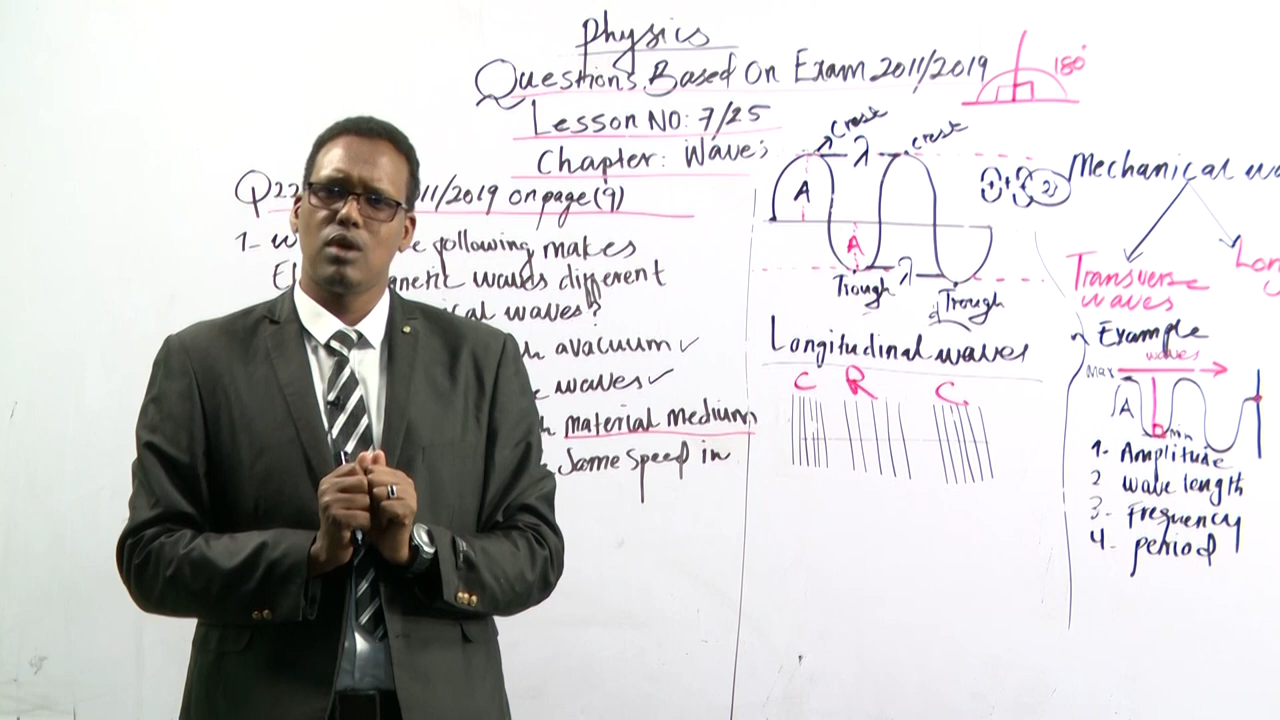 Physics
Questions Based On Exam 2011/2019
Lesson NO: 7/25
Chapter: Waves
Q22 11/2019 on page (9)
1- following makes
waves different
waves?
avacuum ✓
waves ✓
material medium
Same speed in
180°
Crest
λ
crest
A
A
λ
Trough
Trough
Longitudinal waves
C R C
2
Mechanical
Transverse
waves
Example
waves
max
A
min
1- Amplitude
2 wave length
3- Frequency
4- period